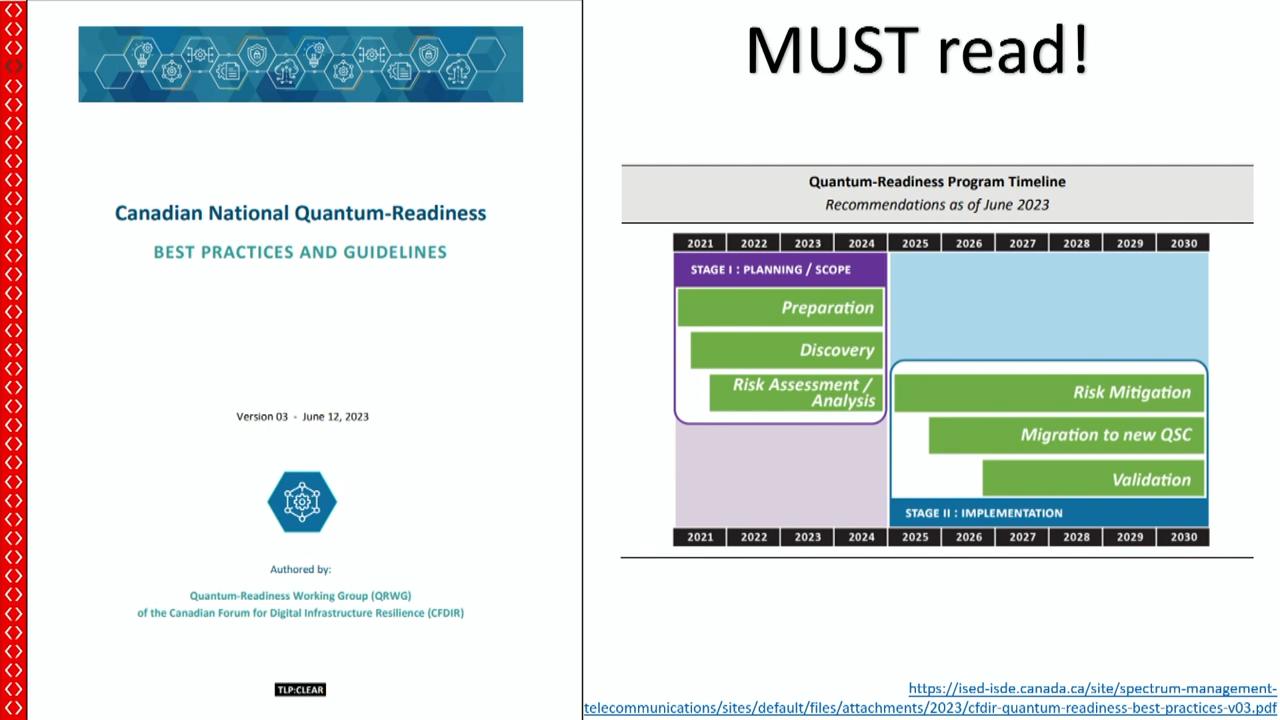 Canadian National Quantum-Readiness
BEST PRACTICES AND GUIDELINES
Version 03 - June 12, 2023
Authored by:
Quantum-Readiness Working Group (QRWG)
of the Canadian Forum for Digital Infrastructure Resilience (CFDIR)
TLP:CLEAR
MUST read!
Quantum-Readiness Program Timeline
Recommendations as of June 2023
2021 2022 2023 2024 2025 2026 2027 2028 2029 2030
STAGE I : PLANNING / SCOPE
Preparation
Discovery
Risk Assessment /
Analysis
Risk Mitigation
Migration to new QSC
Validation
STAGE II : IMPLEMENTATION
2021 2022 2023 2024 2025 2026 2027 2028 2029 2030
https://ised-isde.canada.ca/site/spectrum-management-
telecommunications/sites/default/files/attachments/2023/cfdir-quantum-readiness-best-practices-v03.pdf